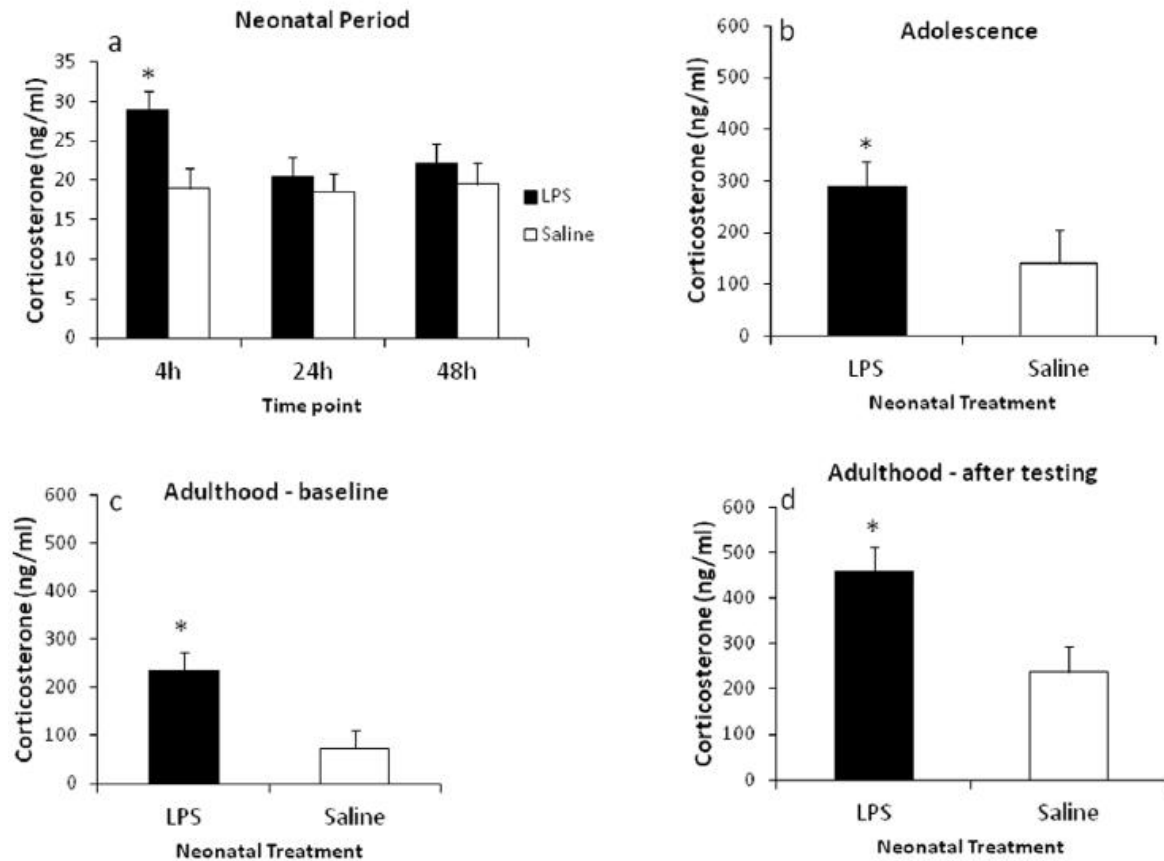 Neonatal Period
a
35
30
25
20
15
10
5
0
Corticosterone (ng/ml)
*
4h 24h 48h
Time point
LPS
Saline
b
Adolescence
600
500
400
300
200
100
0
Corticosterone (ng/ml)
*
LPS Saline
Neonatal Treatment
c
Adulthood - baseline
600
500
400
300
200
100
0
Corticosterone (ng/ml)
*
LPS Saline
Neonatal Treatment
Adulthood - after testing
d
600
500
400
300
200
100
0
Corticosterone (ng/ml)
*
LPS Saline
Neonatal Treatment